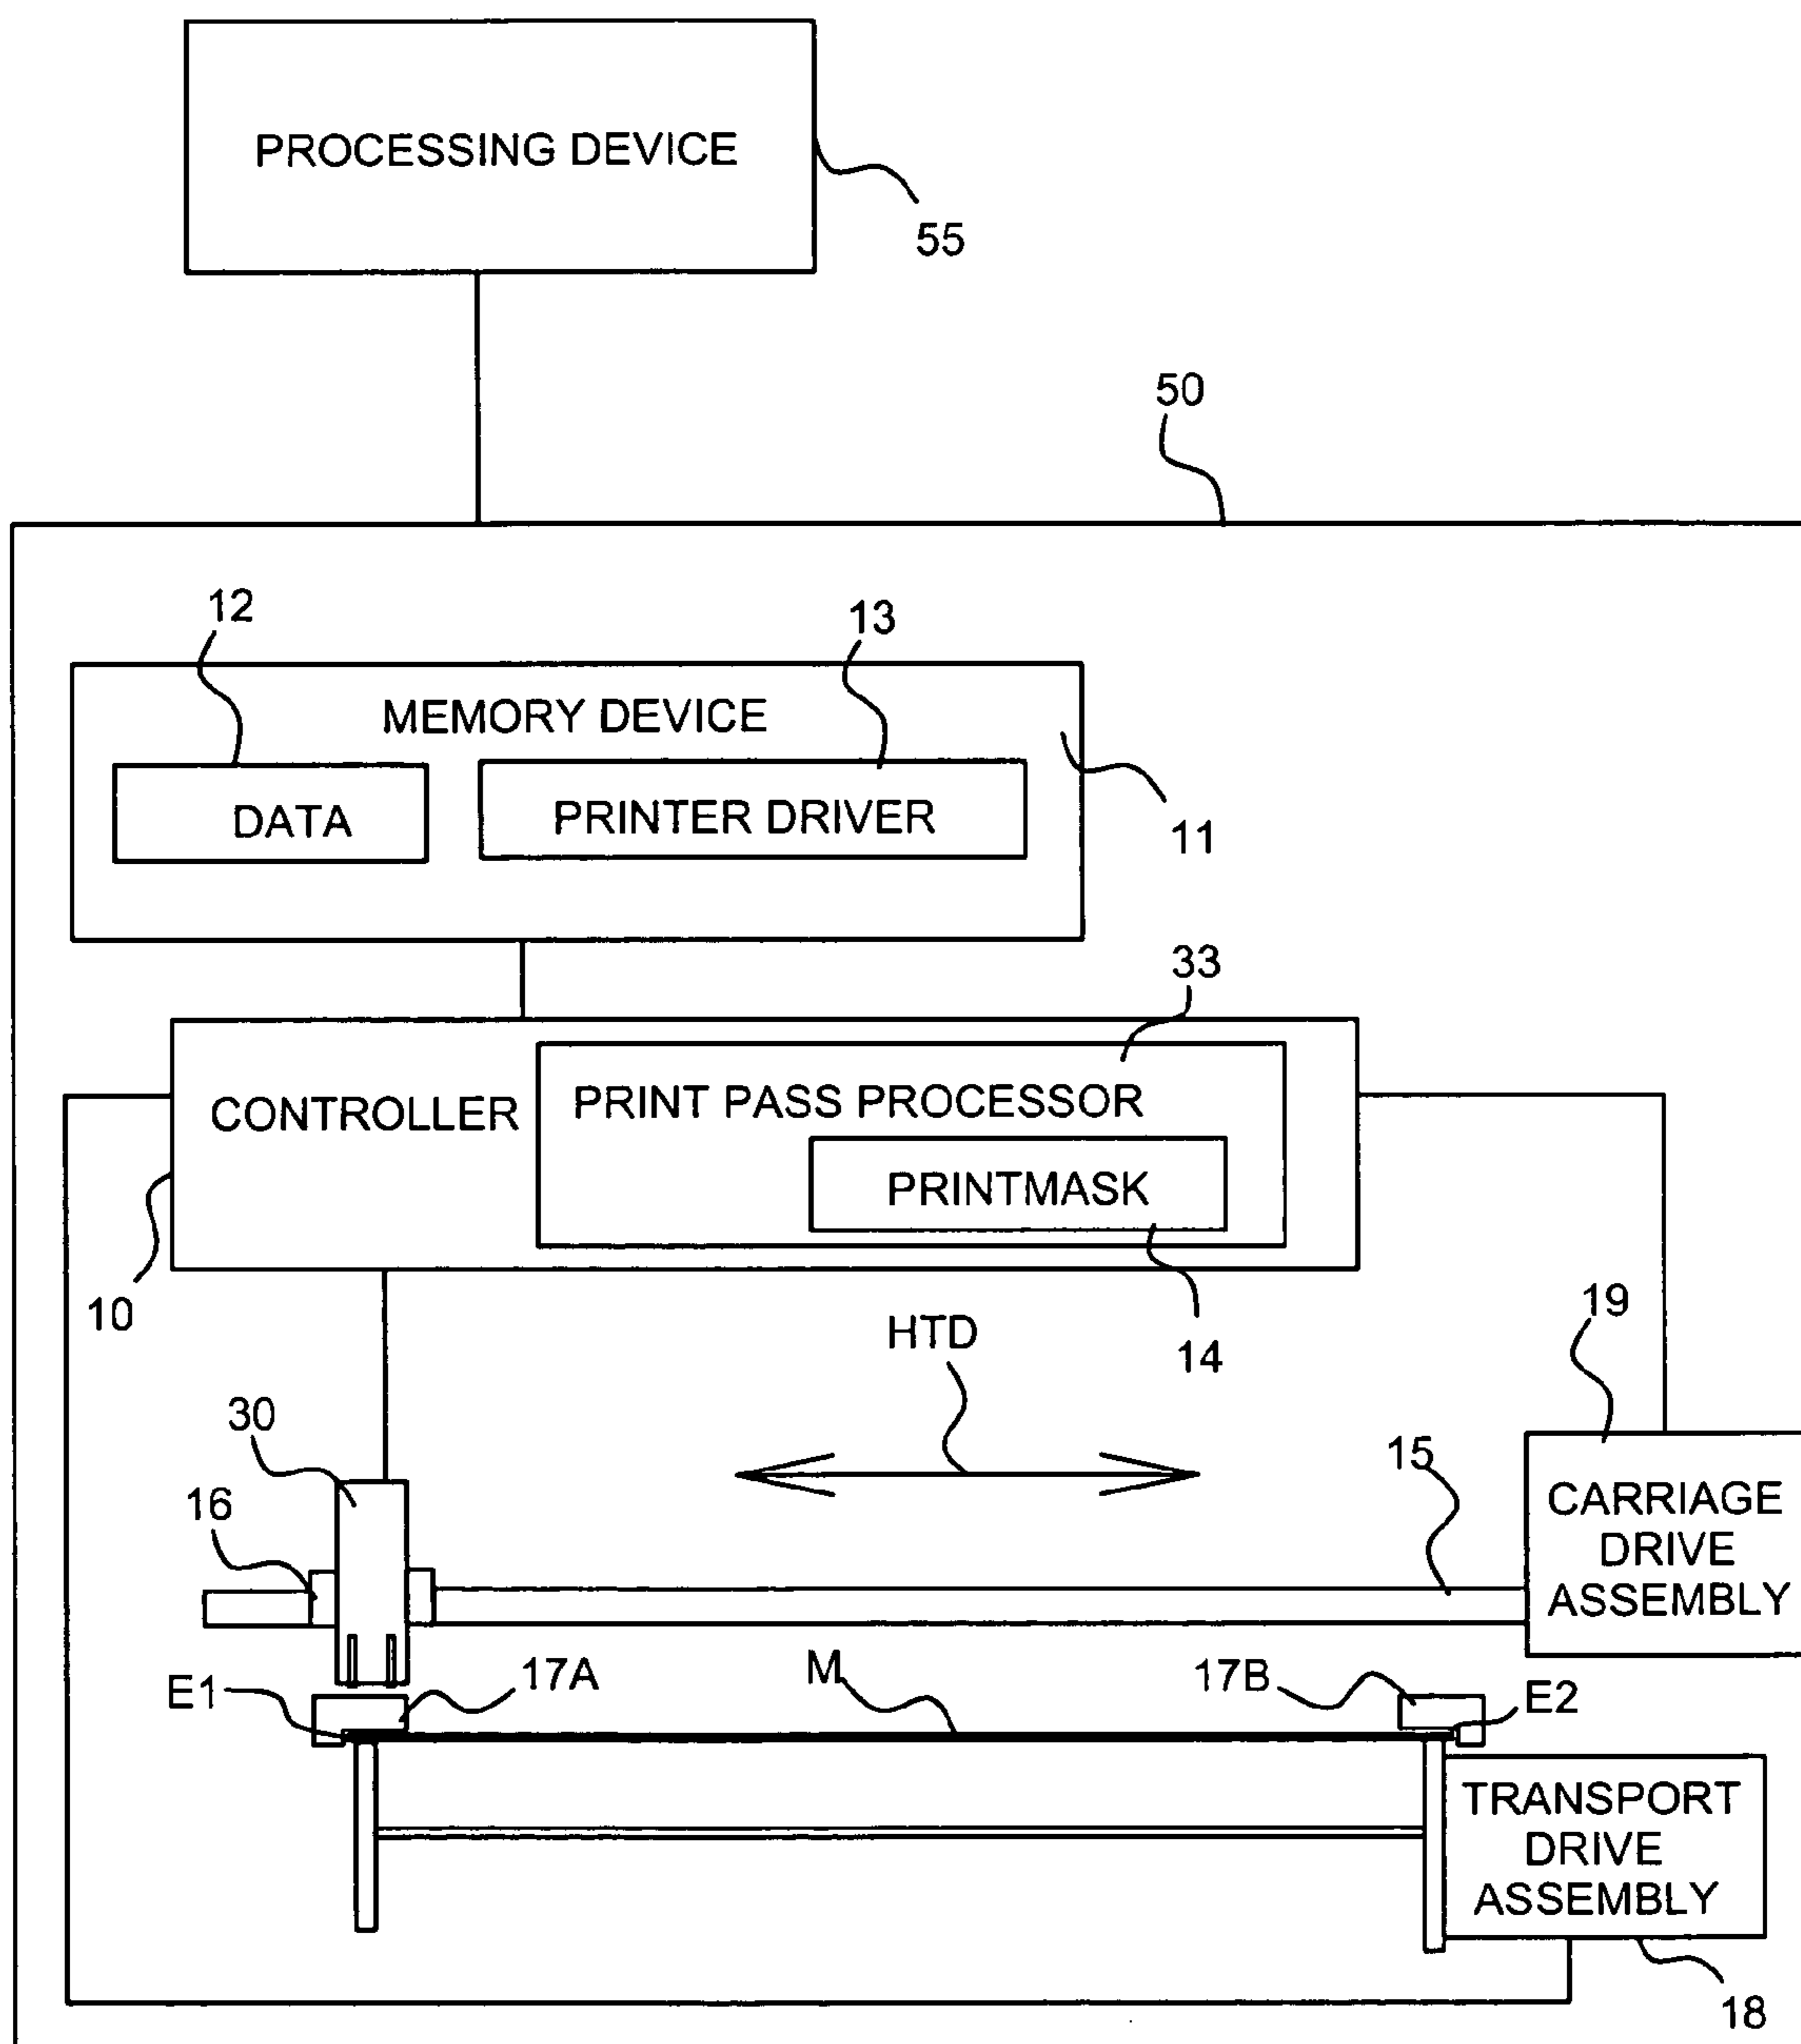 PROCESSING DEVICE
55
50
12
13
MEMORY DEVICE
DATA
PRINTER DRIVER
11
33
CONTROLLER
PRINT PASS PROCESSOR
PRINTMASK
10
14
HTD
19
30
15
16
CARRIAGE
DRIVE
ASSEMBLY
E1
17A
M
17B
E2
TRANSPORT
DRIVE
ASSEMBLY
18